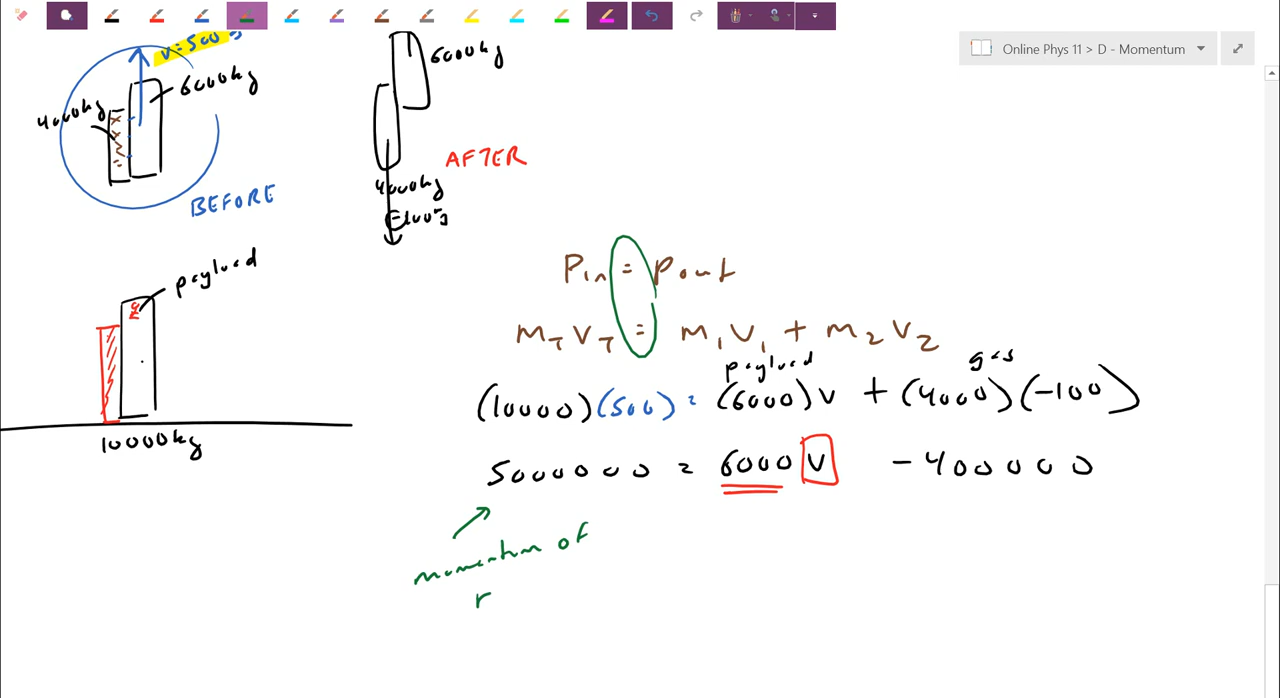 Online Phys 11 > D - Momentum
v=500
6000kg
4000kg
BEFORE
6000kg
AFTER
4000kg
payload
10000kg
Pin = Pout
MTVT = M1V1 + M2V2
payload gas
(10000)(500) = (6000)V + (4000)(-100)
5000000 = 6000V - 400000
momentum of
r